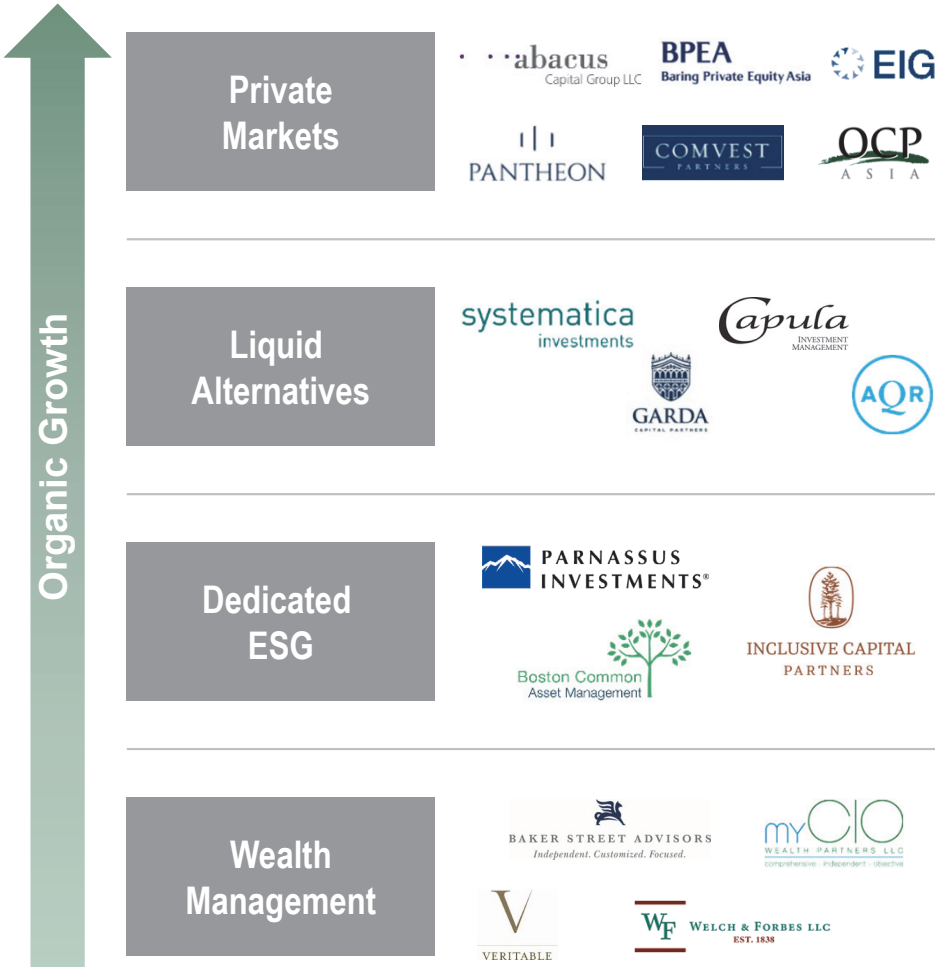 Organic Growth
Private
Markets
abacus
Capital Group LLC
BPEA
Baring Private Equity Asia
EIG
PANTHEON
COMVEST
PARTNERS
OCP
ASIA
Liquid
Alternatives
systematica
investments
Capula
INVESTMENT
MANAGEMENT
GARDA
CAPITAL PARTNERS
AQR
Dedicated
ESG
PARNASSUS
INVESTMENTS®
Boston Common
Asset Management
INCLUSIVE CAPITAL
PARTNERS
Wealth
Management
BAKER STREET ADVISORS
Independent. Customized. Focused.
myCIO
WEALTH PARTNERS LLC
comprehensive · independent · objective
V
VERITABLE
WF
WELCH & FORBES LLC
EST. 1838